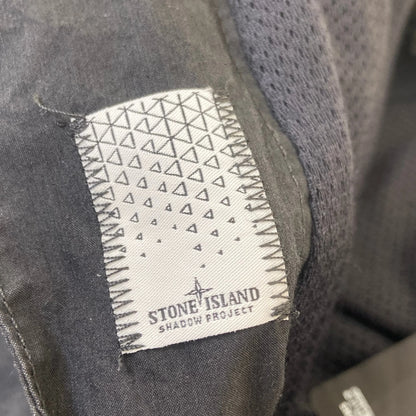 STONE ISLAND
SHADOW PROJECT